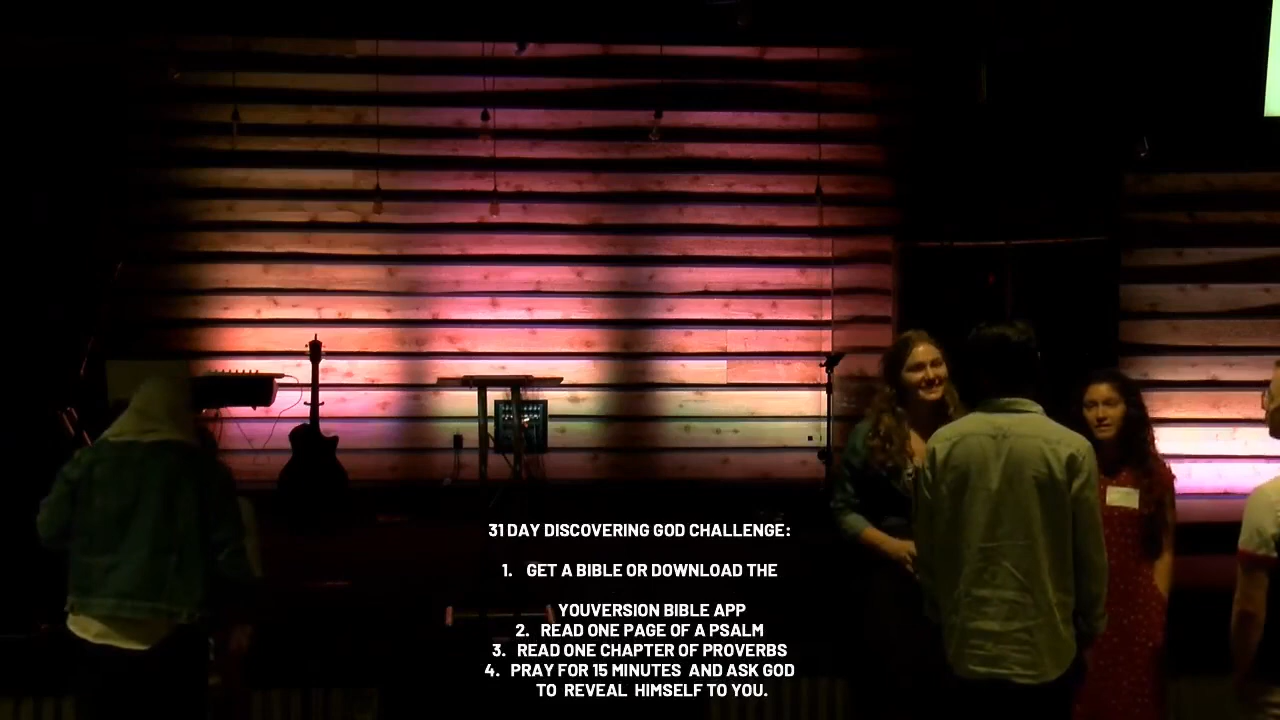 31 DAY DISCOVERING GOD CHALLENGE:
1. GET A BIBLE OR DOWNLOAD THE
YOUVERSION BIBLE APP
2. READ ONE PAGE OF A PSALM
3. READ ONE CHAPTER OF PROVERBS
4. PRAY FOR 15 MINUTES AND ASK GOD
TO REVEAL HIMSELF TO YOU.